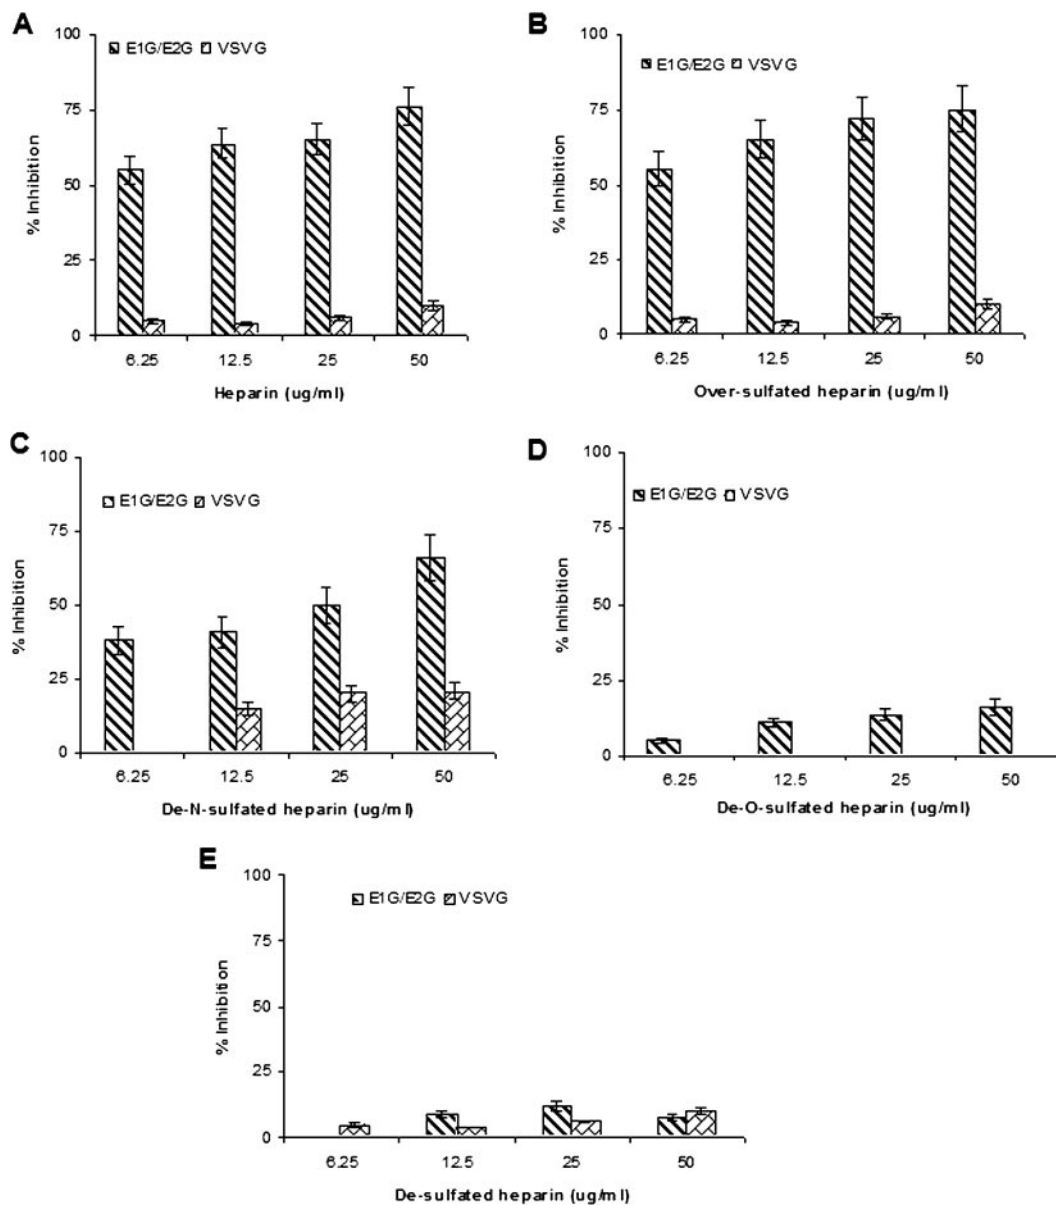 A
100
75
50
25
0
% Inhibition
E1G/E2G VSVG
6.25 12.5 25 50
Heparin (ug/ml)
B
100
75
50
25
0
% Inhibition
E1G/E2G VSVG
6.25 12.5 25 50
Over-sulfated heparin (ug/ml)
C
100
75
50
25
0
% Inhibition
E1G/E2G VSVG
6.25 12.5 25 50
De-N-sulfated heparin (ug/ml)
D
100
75
50
25
0
% Inhibition
E1G/E2G VSVG
6.25 12.5 25 50
De-O-sulfated heparin (ug/ml)
E
100
75
50
25
0
% Inhibition
E1G/E2G VSVG
6.25 12.5 25 50
De-sulfated heparin (ug/ml)